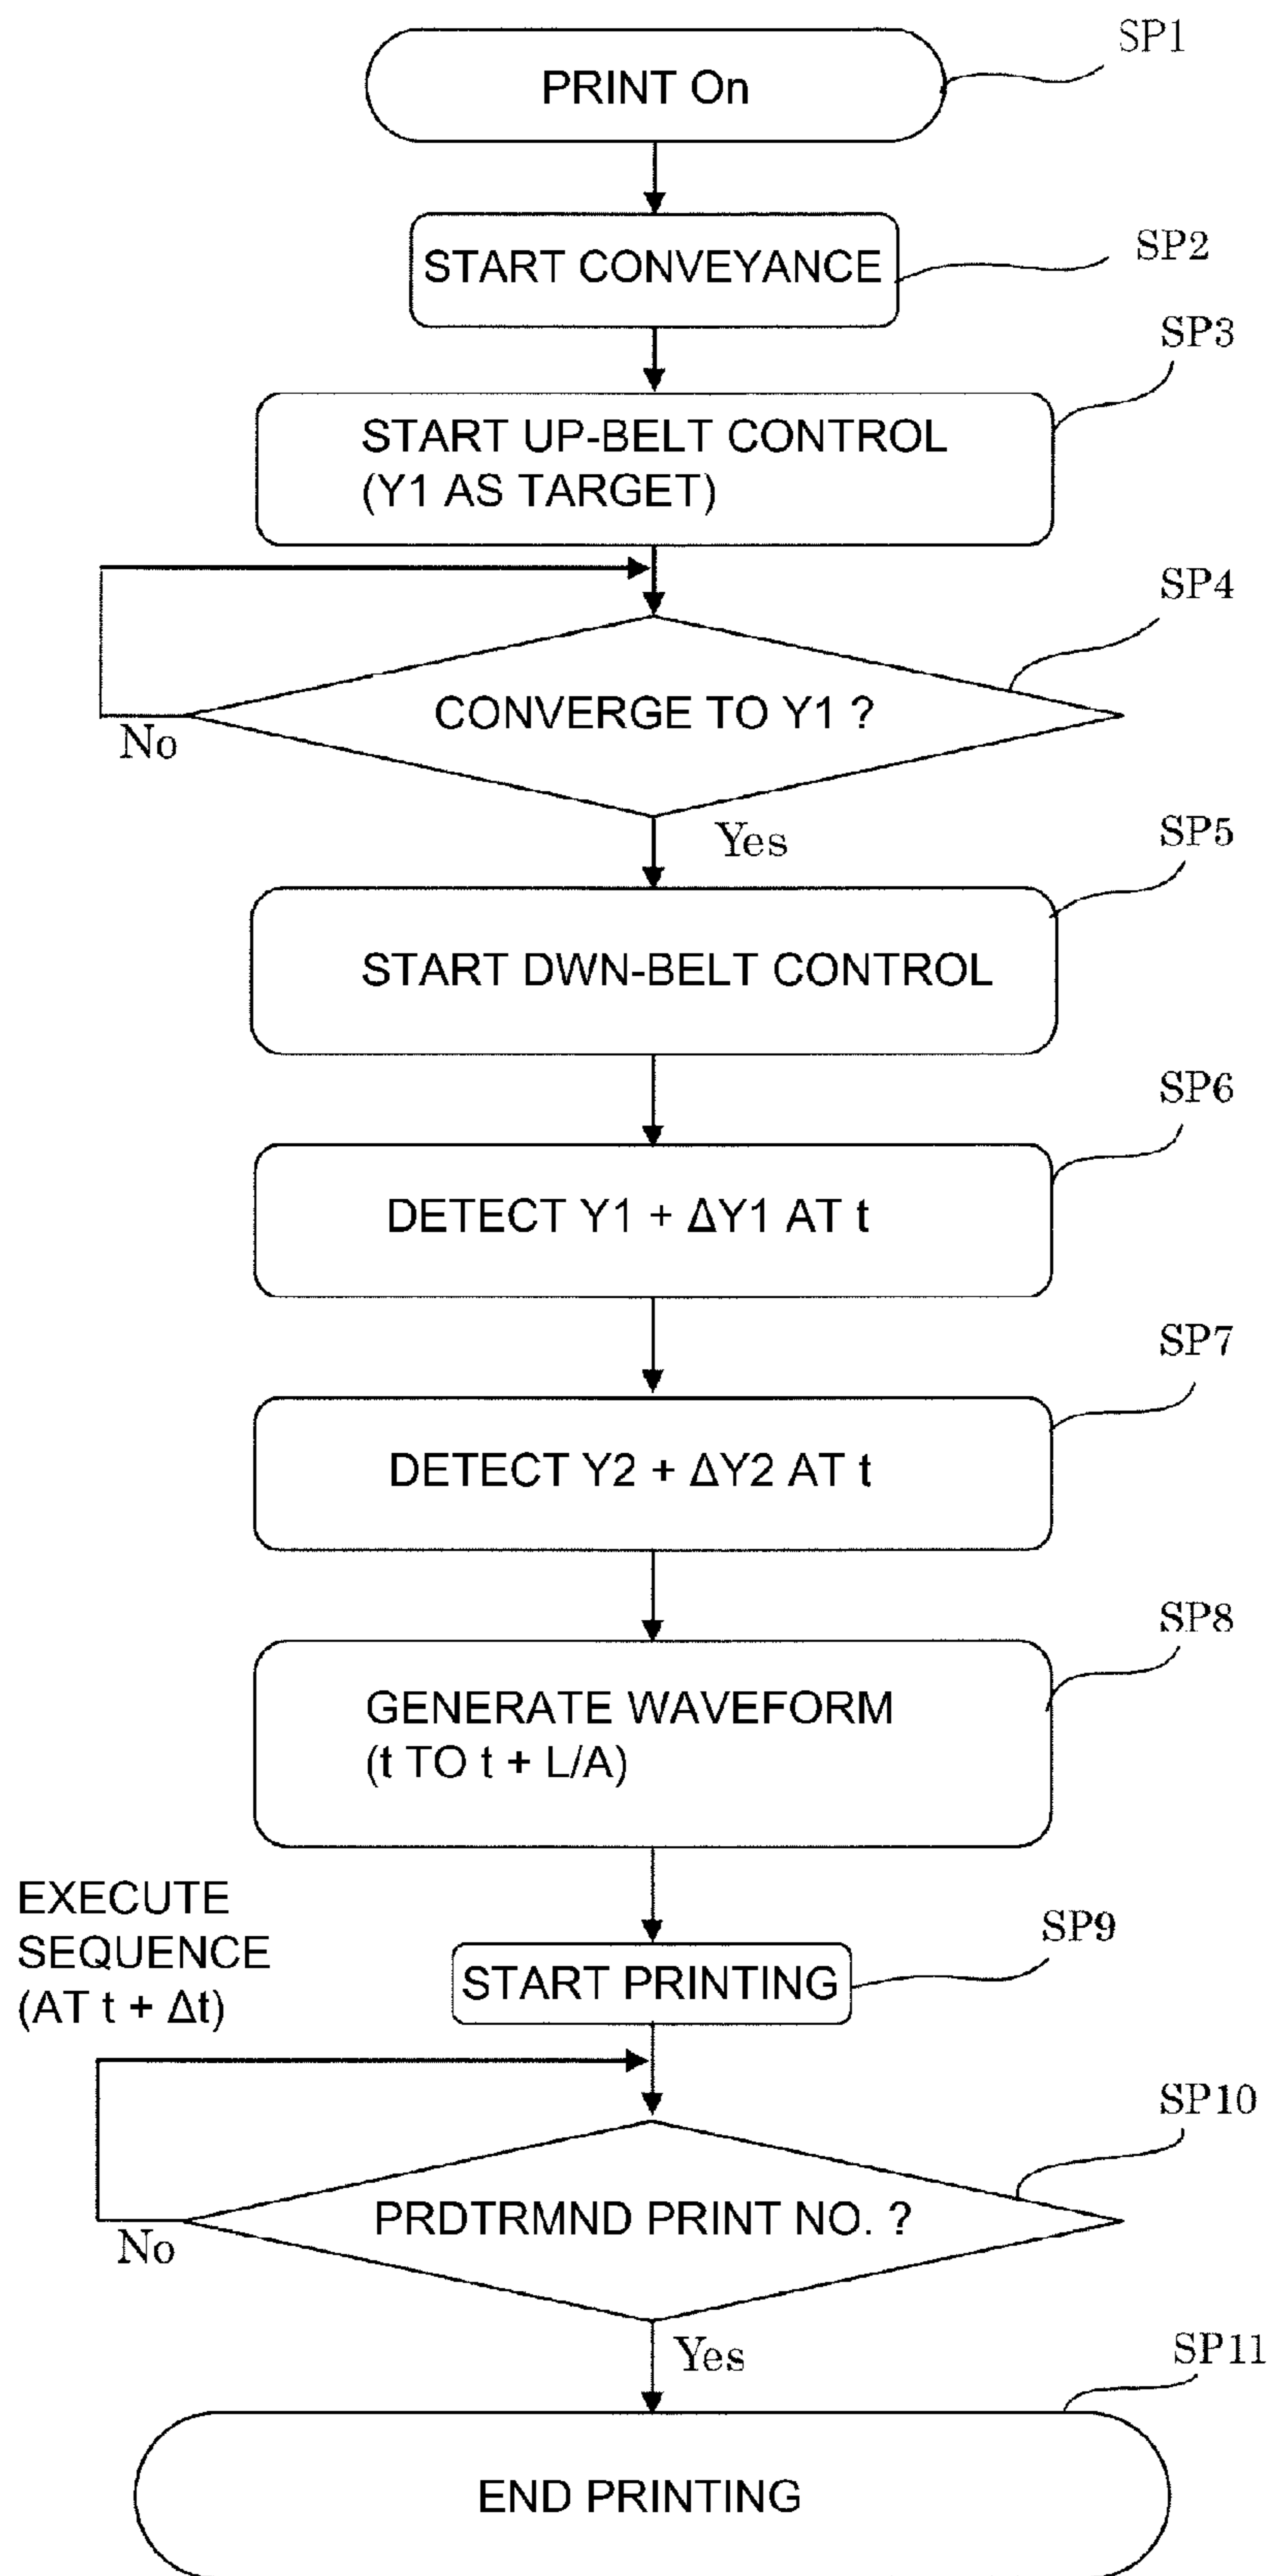 SP1
PRINT On
SP2
START CONVEYANCE
SP3
START UP-BELT CONTROL
(Y1 AS TARGET)
SP4
CONVERGE TO Y1 ?
No
Yes
SP5
START DWN-BELT CONTROL
SP6
DETECT Y1 + ΔY1 AT t
SP7
DETECT Y2 + ΔY2 AT t
SP8
GENERATE WAVEFORM
(t TO t + L/A)
EXECUTE
SEQUENCE
(AT t + Δt)
SP9
START PRINTING
SP10
PRDTRMND PRINT NO. ?
No
Yes
SP11
END PRINTING